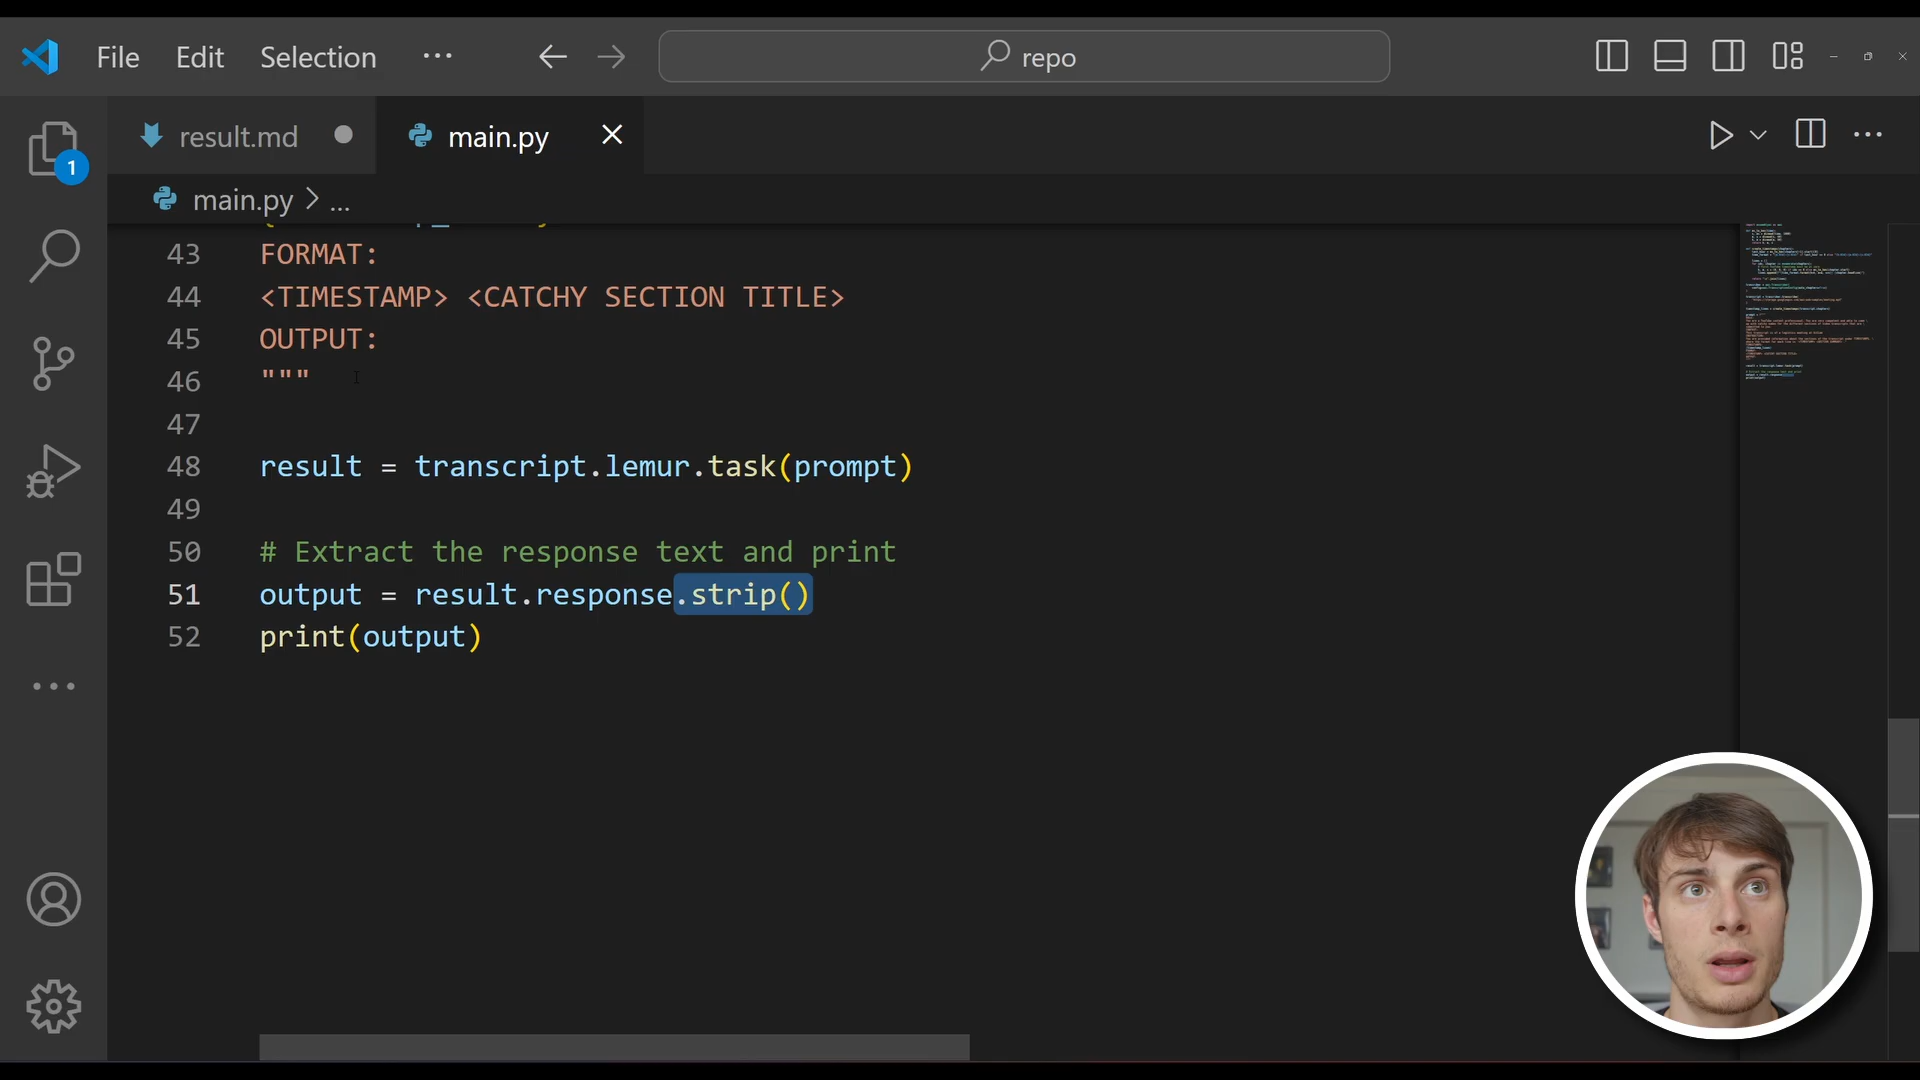 File Edit Selection ··· repo
result.md main.py
1
main.py > ...
43 FORMAT:
44 <TIMESTAMP> <CATCHY SECTION TITLE>
45 OUTPUT:
46 """
47
48 result = transcript.lemur.task(prompt)
49
50 # Extract the response text and print
51 output = result.response.strip()
52 print(output)